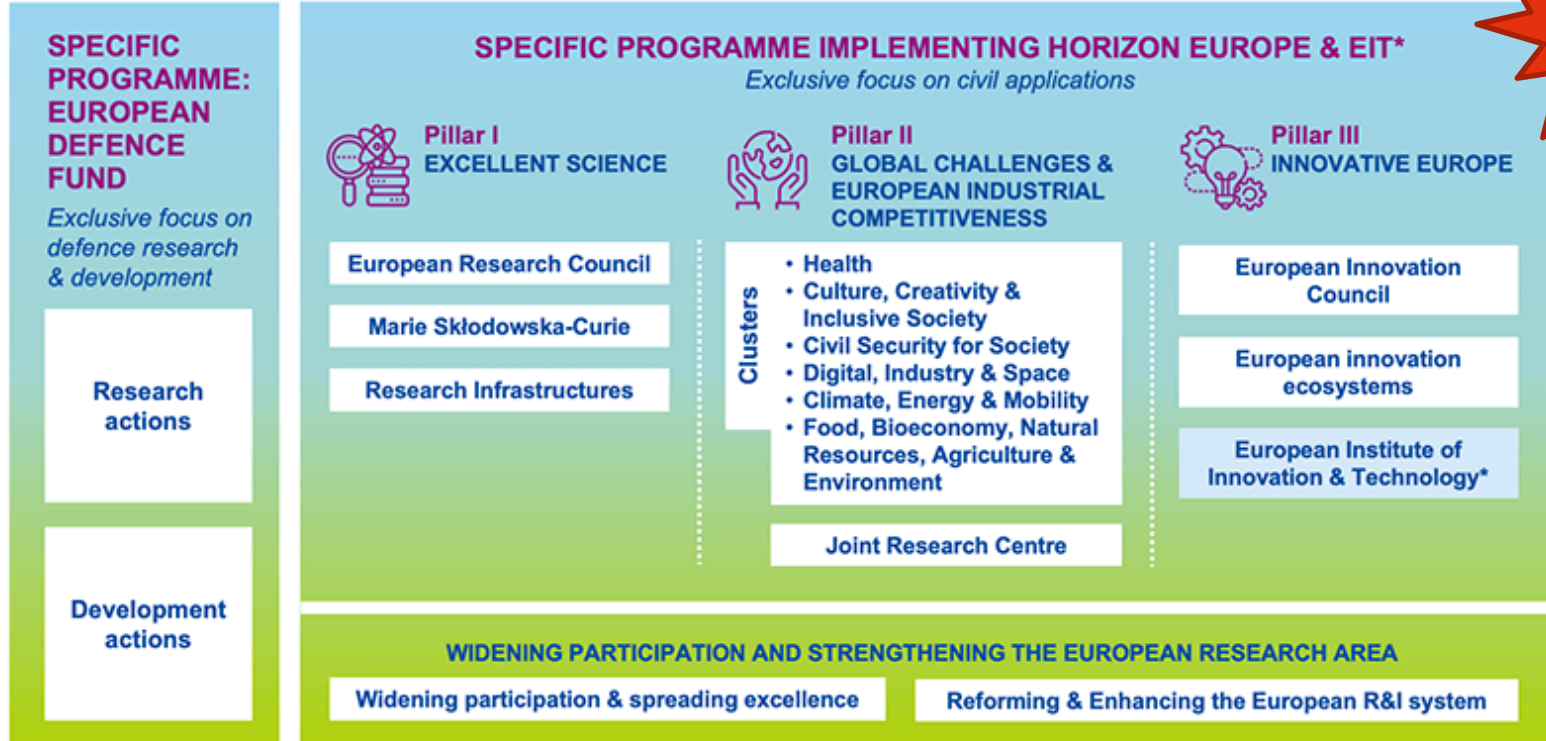 SPECIFIC
PROGRAMME:
EUROPEAN
DEFENCE
FUND
Exclusive focus on
defence research
& development
Research
actions
Development
actions
SPECIFIC PROGRAMME IMPLEMENTING HORIZON EUROPE & EIT*
Exclusive focus on civil applications
Pillar I
EXCELLENT SCIENCE
European Research Council
Marie Skłodowska-Curie
Research Infrastructures
Pillar II
GLOBAL CHALLENGES &
EUROPEAN INDUSTRIAL
COMPETITIVENESS
Clusters
• Health
• Culture, Creativity &
Inclusive Society
• Civil Security for Society
• Digital, Industry & Space
• Climate, Energy & Mobility
• Food, Bioeconomy, Natural
Resources, Agriculture &
Environment
Joint Research Centre
Pillar III
INNOVATIVE EUROPE
European Innovation
Council
European innovation
ecosystems
European Institute of
Innovation & Technology*
WIDENING PARTICIPATION AND STRENGTHENING THE EUROPEAN RESEARCH AREA
Widening participation & spreading excellence
Reforming & Enhancing the European R&I system